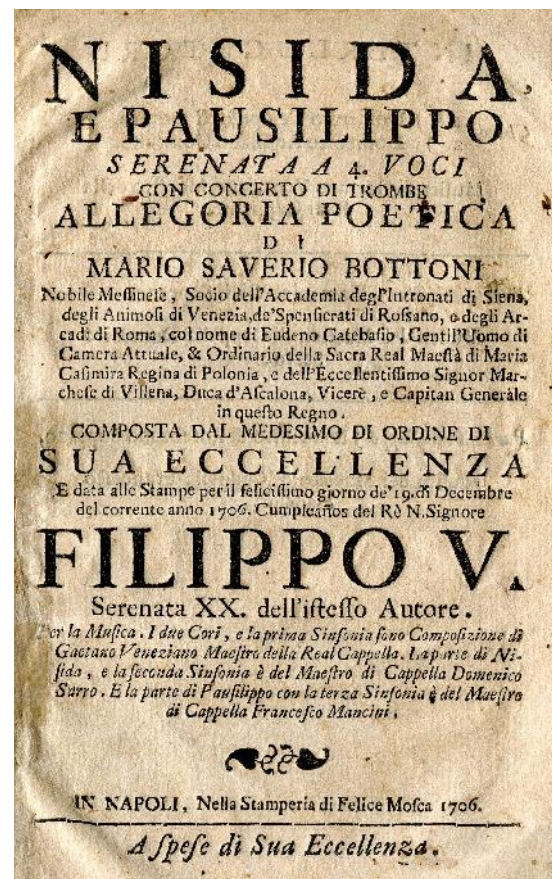 NISIDA,
E PAUSILIPPO
SERENATA A 4. VOCI
CON CONCERTO DI TROMBE
ALLEGORIA POETICA
DI
MARIO SAVERIO BOTTONI
Nobile Messinese, Socio dell'Accademia degl'Intronati di Siena,
degli Animosi di Venezia, de'Spensierati di Rossano, e degli Ar-
cadi di Roma, col nome di Eudeno Catebasio, Gentil'Uomo di
Camera Attuale, & Ordinario della Sacra Real Maestà di Maria
Casimira Regina di Polonia, e dell'Eccellentissimo Signor Mar-
chese di Villena, Duca d'Ascalona, Vicerè, e Capitan Generale
in questo Regno.
COMPOSTA DAL MEDESIMO DI ORDINE DI
SUA ECCELLENZA
E data alle Stampe per il felicissimo giorno de'19. di Decembre
del corrente anno 1706. Cumpleaños del Rè N.Signore
FILIPPO V.
Serenata XX. dell'istesso Autore.
Per la Musica. I due Cori, e la prima Sinfonia sono Composizione di
Gaetano Veneziano Maestro della Real Cappella. La parte di Ni-
sida, e la seconda Sinfonia è del Maestro di Cappella Domenico
Sarro. E la parte di Pausilippo con la terza Sinfonia è del Maestro
di Cappella Francesco Mancini.
IN NAPOLI, Nella Stamperia di Felice Mosca 1706.
A spese di Sua Eccellenza.